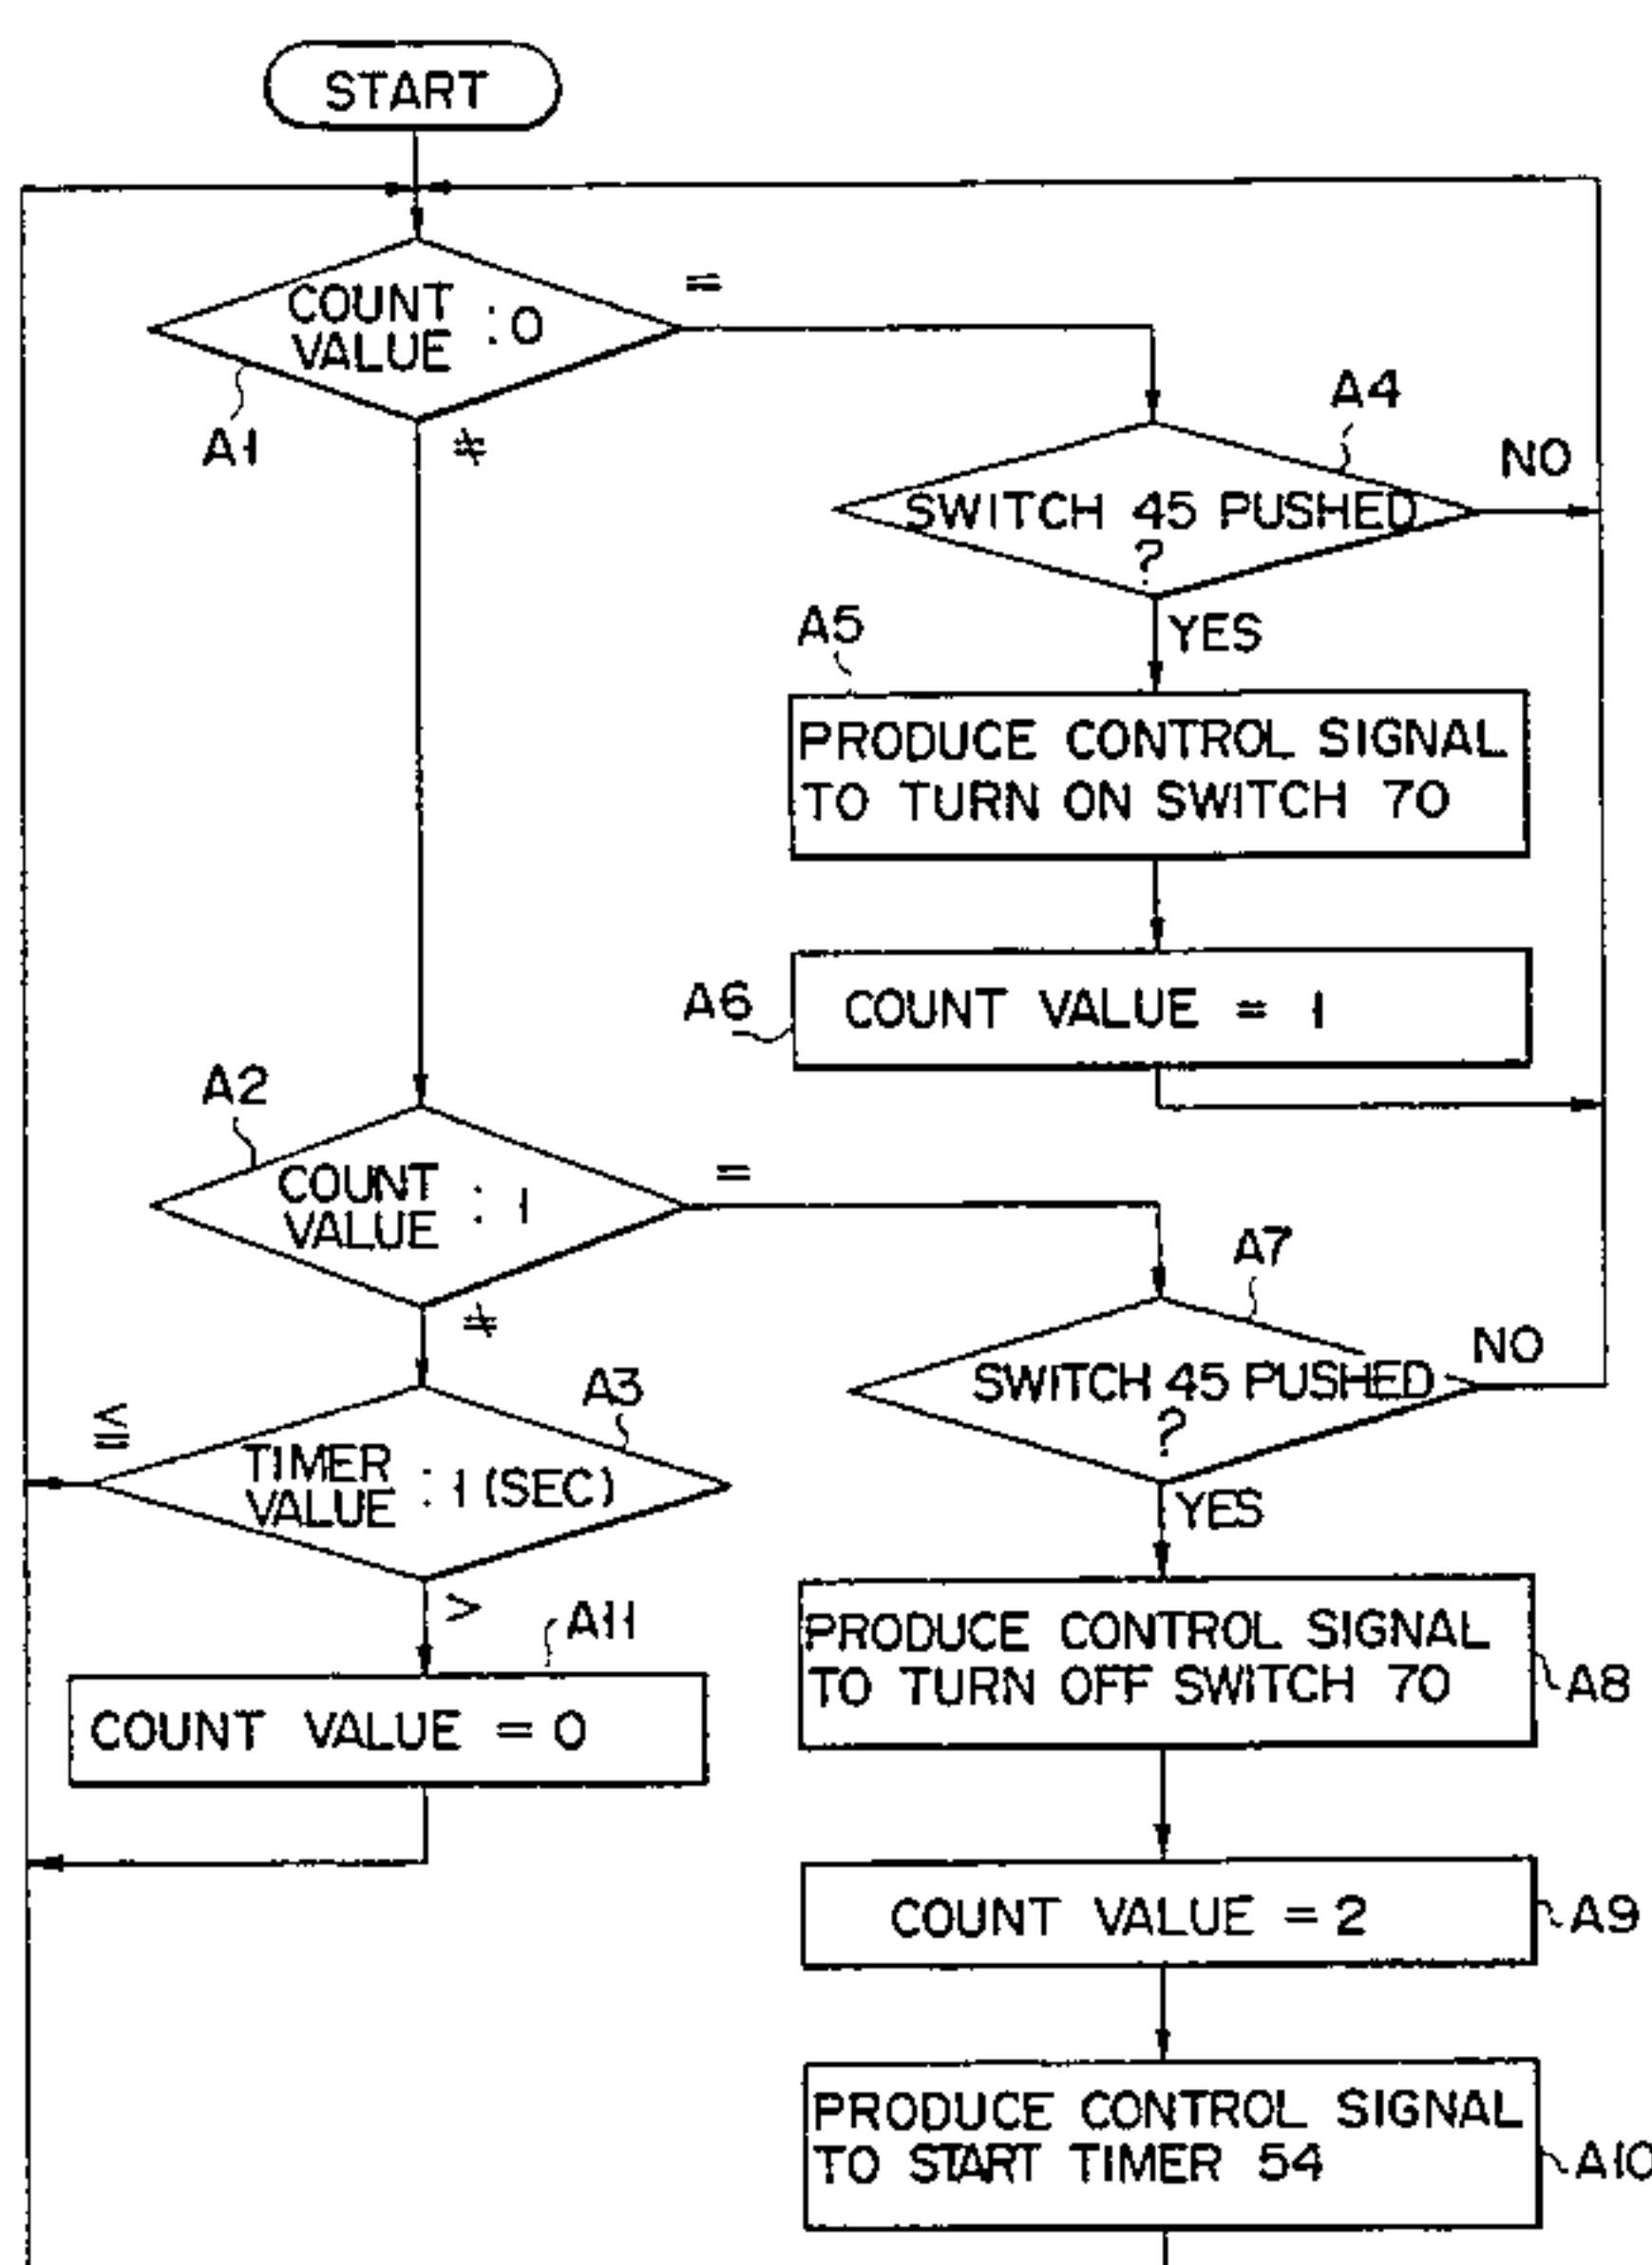 START
COUNT
VALUE : 0
=
≠
A1
A4
SWITCH 45 PUSHED
?
NO
YES
A5
PRODUCE CONTROL SIGNAL
TO TURN ON SWITCH 70
A6
COUNT VALUE = 1
A2
COUNT
VALUE : 1
=
≠
A7
SWITCH 45 PUSHED
?
NO
YES
A3
≦
TIMER
VALUE : 1 (SEC)
>
A11
COUNT VALUE = 0
PRODUCE CONTROL SIGNAL
TO TURN OFF SWITCH 70
A8
COUNT VALUE = 2
A9
PRODUCE CONTROL SIGNAL
TO START TIMER 54
A10